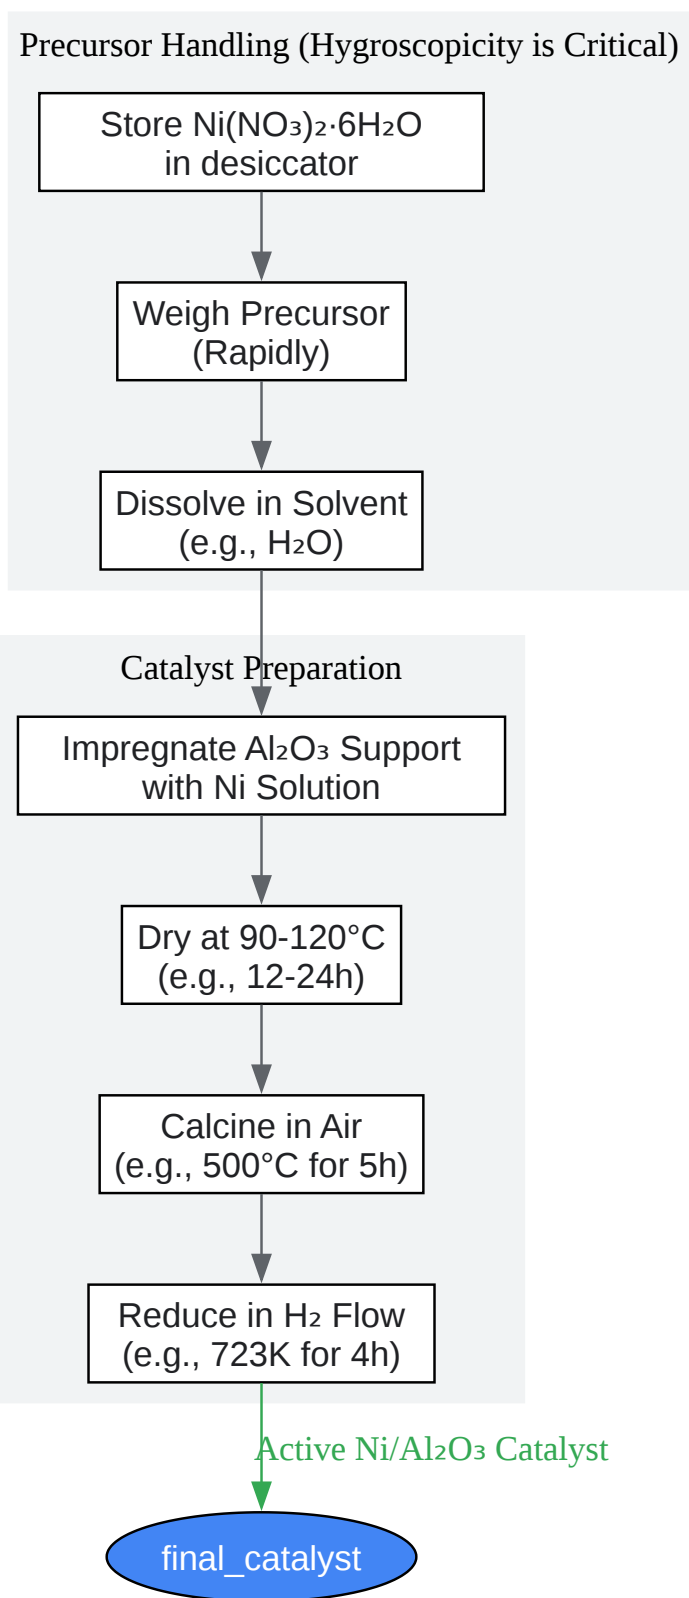 Precursor Handling (Hygroscopicity is Critical)
Store Ni(NO₃)₂·6H₂O
in desiccator
Weigh Precursor
(Rapidly)
Dissolve in Solvent
(e.g., H₂O)
Catalyst Preparation
Impregnate Al₂O₃ Support
with Ni Solution
Dry at 90-120°C
(e.g., 12-24h)
Calcine in Air
(e.g., 500°C for 5h)
Reduce in H₂ Flow
(e.g., 723K for 4h)
Active Ni/Al₂O₃ Catalyst
final_catalyst